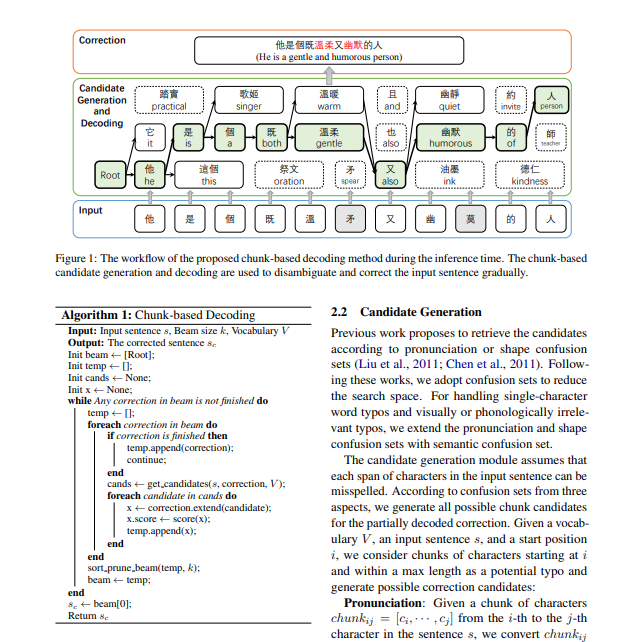 Correction
他是個既溫柔又幽默的人
(He is a gentle and humorous person)
Candidate
Generation
and
Decoding
踏實 歌姬 溫暖 且 幽靜 約 人
practical singer warm and quiet invite person
它 是 個 既 溫柔 也 幽默 的 師
it is a both gentle also humorous of teacher
Root 他 這個 祭文 矛 又 油墨 德仁
he this oration spear also ink kindness
Input
他 是 個 既 溫 矛 又 幽 莫 的 人
Figure 1: The workflow of the proposed chunk-based decoding method during the inference time. The chunk-based
candidate generation and decoding are used to disambiguate and correct the input sentence gradually.
Algorithm 1: Chunk-based Decoding
Input: Input sentence s, Beam size k, Vocabulary V
Output: The corrected sentence s_c
Init beam ← [Root];
Init temp ← [];
Init cands ← None;
Init x ← None;
while Any correction in beam is not finished do
temp ← [];
foreach correction in beam do
if correction is finished then
temp.append(correction);
continue;
end
cands ← get_candidates(s, correction, V);
foreach candidate in cands do
x ← correction.extend(candidate);
x.score ← score(x);
temp.append(x);
end
end
sort_prune_beam(temp, k);
beam ← temp;
end
s_c ← beam[0];
Return s_c
2.2 Candidate Generation
Previous work proposes to retrieve the candidates
according to pronunciation or shape confusion
sets (Liu et al., 2011; Chen et al., 2011). Follow-
ing these works, we adopt confusion sets to reduce
the search space. For handling single-character
word typos and visually or phonologically irrele-
vant typos, we extend the pronunciation and shape
confusion sets with semantic confusion set.
The candidate generation module assumes that
each span of characters in the input sentence can be
misspelled. According to confusion sets from three
aspects, we generate all possible chunk candidates
for the partially decoded correction. Given a vocab-
ulary V, an input sentence s, and a start position
i, we consider chunks of characters starting at i
and within a max length as a potential typo and
generate possible correction candidates:
Pronunciation: Given a chunk of characters
chunk_ij = [c_i, · · · , c_j] from the i-th to the j-th
character in the sentence s, we convert chunk_ij